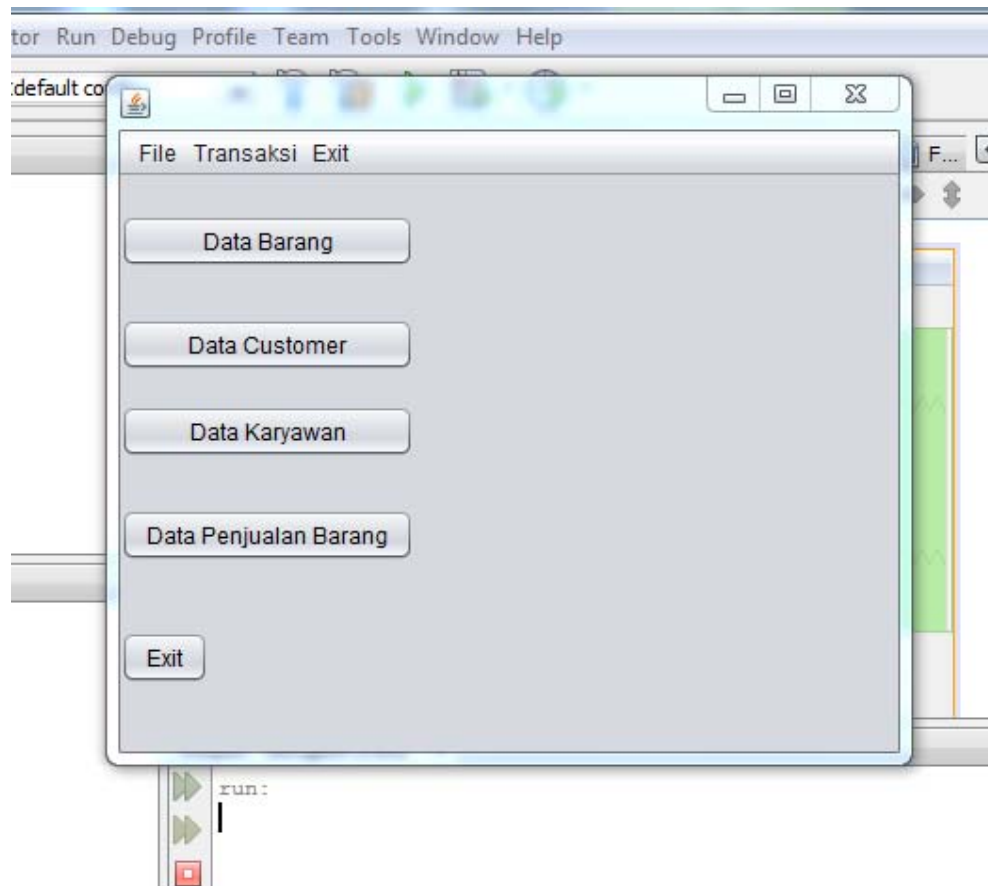 tor Run Debug Profile Team Tools Window Help
default co
File Transaksi Exit
F...
Data Barang
Data Customer
Data Karyawan
Data Penjualan Barang
Exit
run: